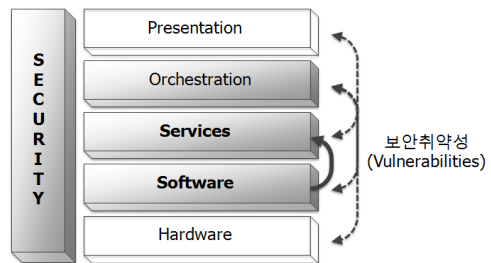 SECURITY
Presentation
Orchestration
Services
Software
Hardware
보안취약성
(Vulnerabilities)